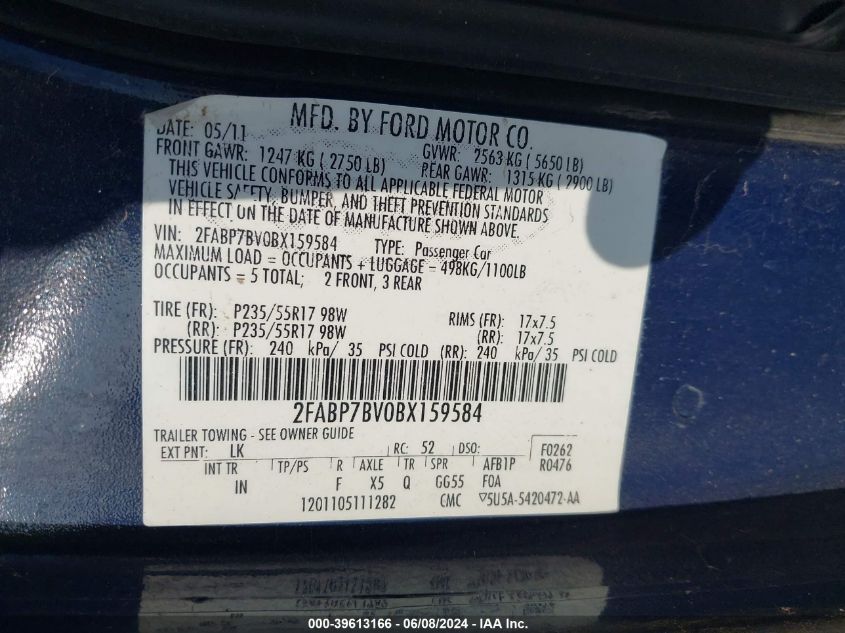 MFD. BY FORD MOTOR CO.
DATE: 05/11 GVWR: 2563 KG ( 5650 LB)
FRONT GAWR: 1247 KG ( 2750 LB) REAR GAWR: 1315 KG ( 2900 LB)
THIS VEHICLE CONFORMS TO ALL APPLICABLE FEDERAL MOTOR
VEHICLE SAFETY, BUMPER, AND THEFT PREVENTION STANDARDS
IN EFFECT ON THE DATE OF MANUFACTURE SHOWN ABOVE.
VIN: 2FABP7BV0BX159584 TYPE: Passenger Car
MAXIMUM LOAD = OCCUPANTS + LUGGAGE = 498KG/1100LB
OCCUPANTS = 5 TOTAL; 2 FRONT, 3 REAR
TIRE (FR): P235/55R17 98W RIMS (FR): 17x7.5
(RR): P235/55R17 98W (RR): 17x7.5
PRESSURE (FR): 240 kPa/ 35 PSI COLD (RR): 240 kPa/ 35 PSI COLD
2FABP7BV0BX159584
TRAILER TOWING - SEE OWNER GUIDE
EXT PNT: LK RC: 52 DSO: F0262
INT TR TP/PS R AXLE TR SPR AFB1P R0476
IN F X5 Q GG55 FOA
1201105111282 CMC 5U5A-5420472-AA
000-39613166 - 06/08/2024 - IAA Inc.